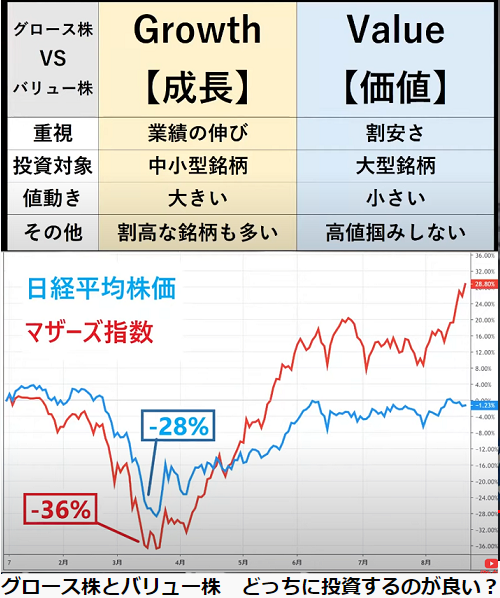 グロース株
VS
バリュー株
Growth
【成長】
Value
【価値】
重視 業績の伸び 割安さ
投資対象 中小型銘柄 大型銘柄
値動き 大きい 小さい
その他 割高な銘柄も多い 高値掴みしない
日経平均株価
マザーズ指数
-28%
-36%
36.00%
32.00%
28.80%
24.00%
20.00%
16.00%
12.00%
8.00%
4.00%
-1.23%
-4.00%
-8.00%
-12.00%
-16.00%
-20.00%
-24.00%
-28.00%
-32.00%
-36.00%
7 2月 3月 4月 5月 6月 7月 8月
グロース株とバリュー株 どっちに投資するのが良い?